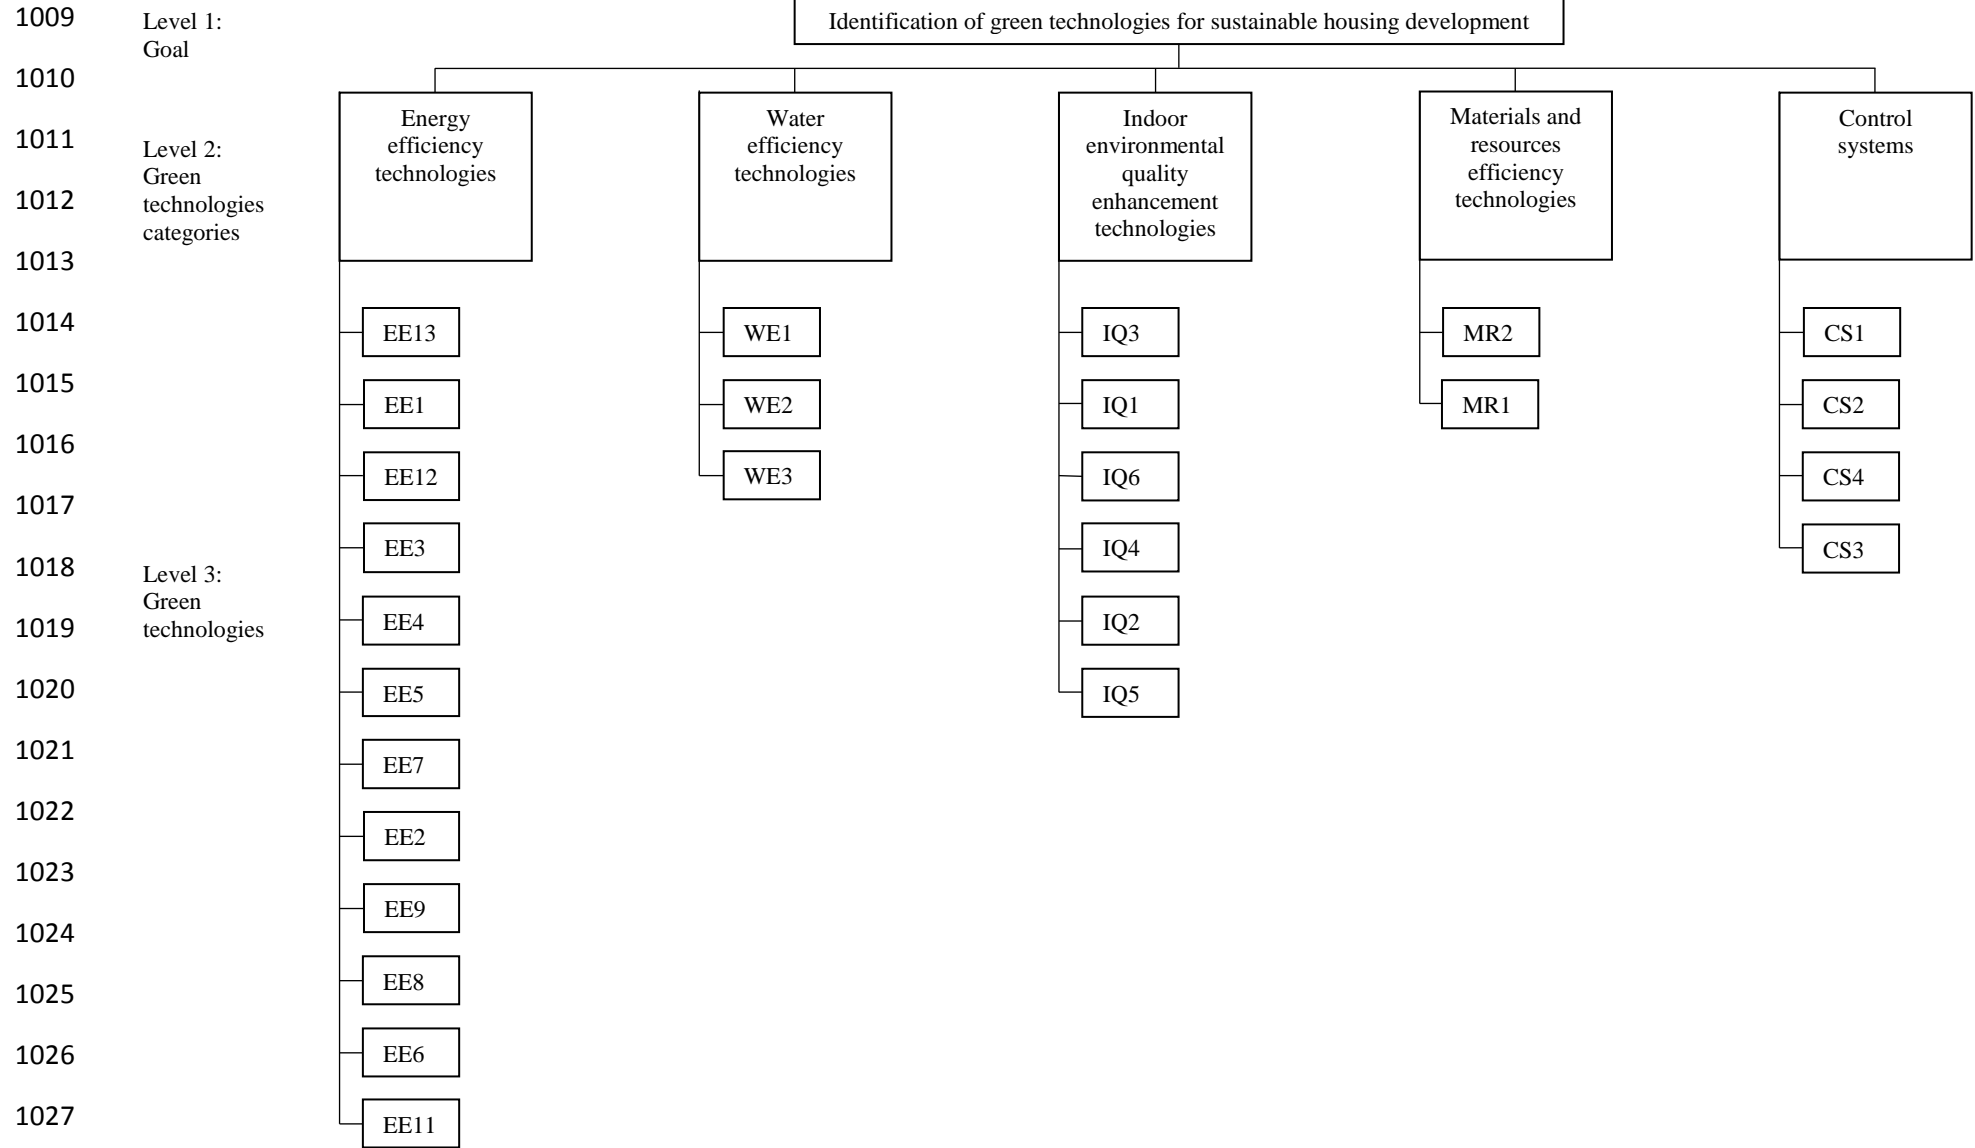 1009
Level 1:
Goal
Identification of green technologies for sustainable housing development
1010
1011
Level 2:
Green
technologies
categories
1012
1013
Energy
efficiency
technologies
Water
efficiency
technologies
Indoor
environmental
quality
enhancement
technologies
Materials and
resources
efficiency
technologies
Control
systems
1014
1015
1016
1017
1018
Level 3:
Green
technologies
1019
1020
1021
1022
1023
1024
1025
1026
1027
EE13
EE1
EE12
EE3
EE4
EE5
EE7
EE2
EE9
EE8
EE6
EE11
WE1
WE2
WE3
IQ3
IQ1
IQ6
IQ4
IQ2
IQ5
MR2
MR1
CS1
CS2
CS4
CS3